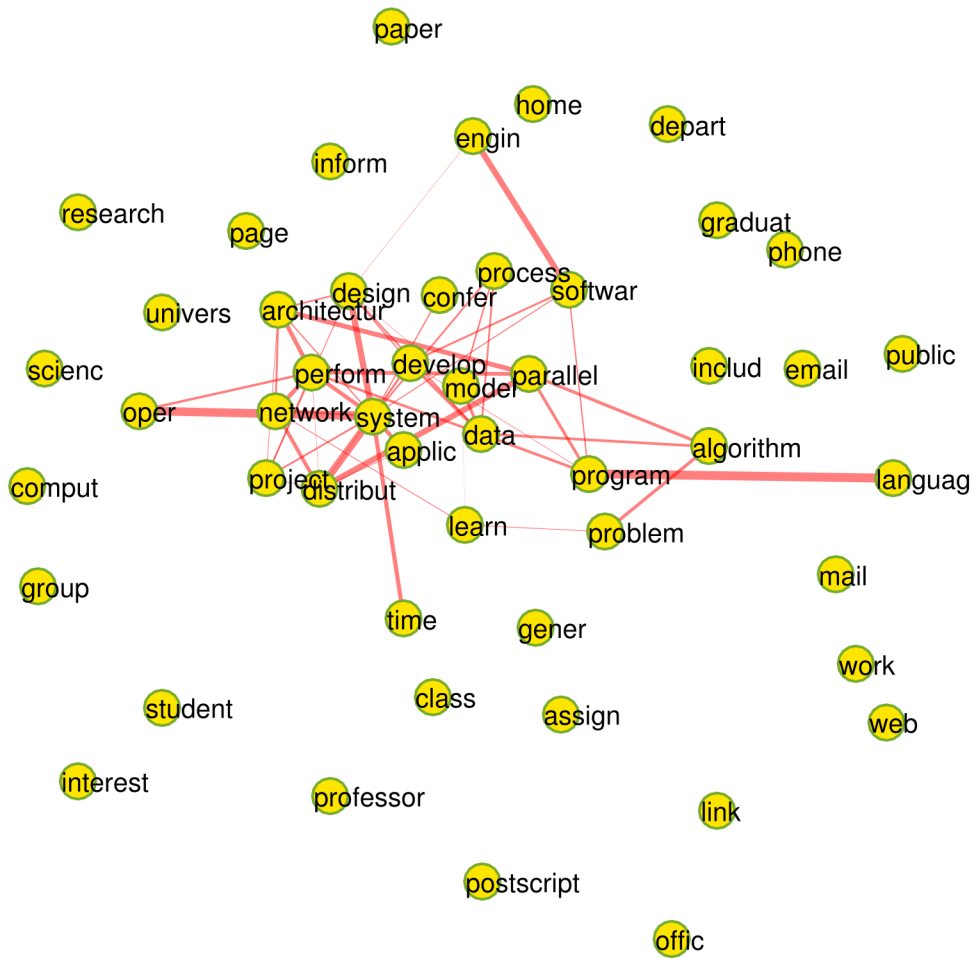 paper
home
depart
engin
inform
research
graduat
page
phone
process
softwar
design
confer
architectur
univers
public
develop
includ
email
scienc
perform
model
parallel
oper
network
system
data
algorithm
applic
program
languag
project
distribut
comput
learn
problem
mail
group
time
gener
work
class
student
assign
web
interest
professor
link
postscript
offic